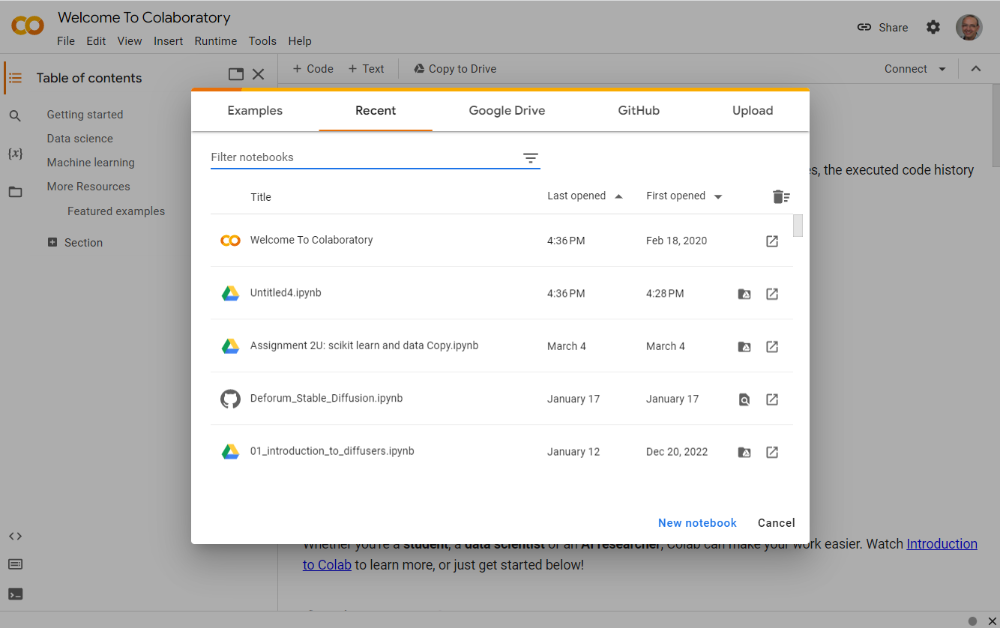 Welcome To Colaboratory
File Edit View Insert Runtime Tools Help
Share
Table of contents
+ Code + Text Copy to Drive
Connect
Getting started
Data science
Machine learning
More Resources
Featured examples
Section
Examples Recent Google Drive GitHub Upload
Filter notebooks
Title Last opened First opened
Welcome To Colaboratory 4:36 PM Feb 18, 2020
Untitled4.ipynb 4:36 PM 4:28 PM
Assignment 2U: scikit learn and data Copy.ipynb March 4 March 4
Deforum_Stable_Diffusion.ipynb January 17 January 17
01_introduction_to_diffusers.ipynb January 12 Dec 20, 2022
New notebook Cancel
, the executed code history
Whether you're a student, a data scientist or an AI researcher, Colab can make your work easier. Watch Introduction
to Colab to learn more, or just get started below!